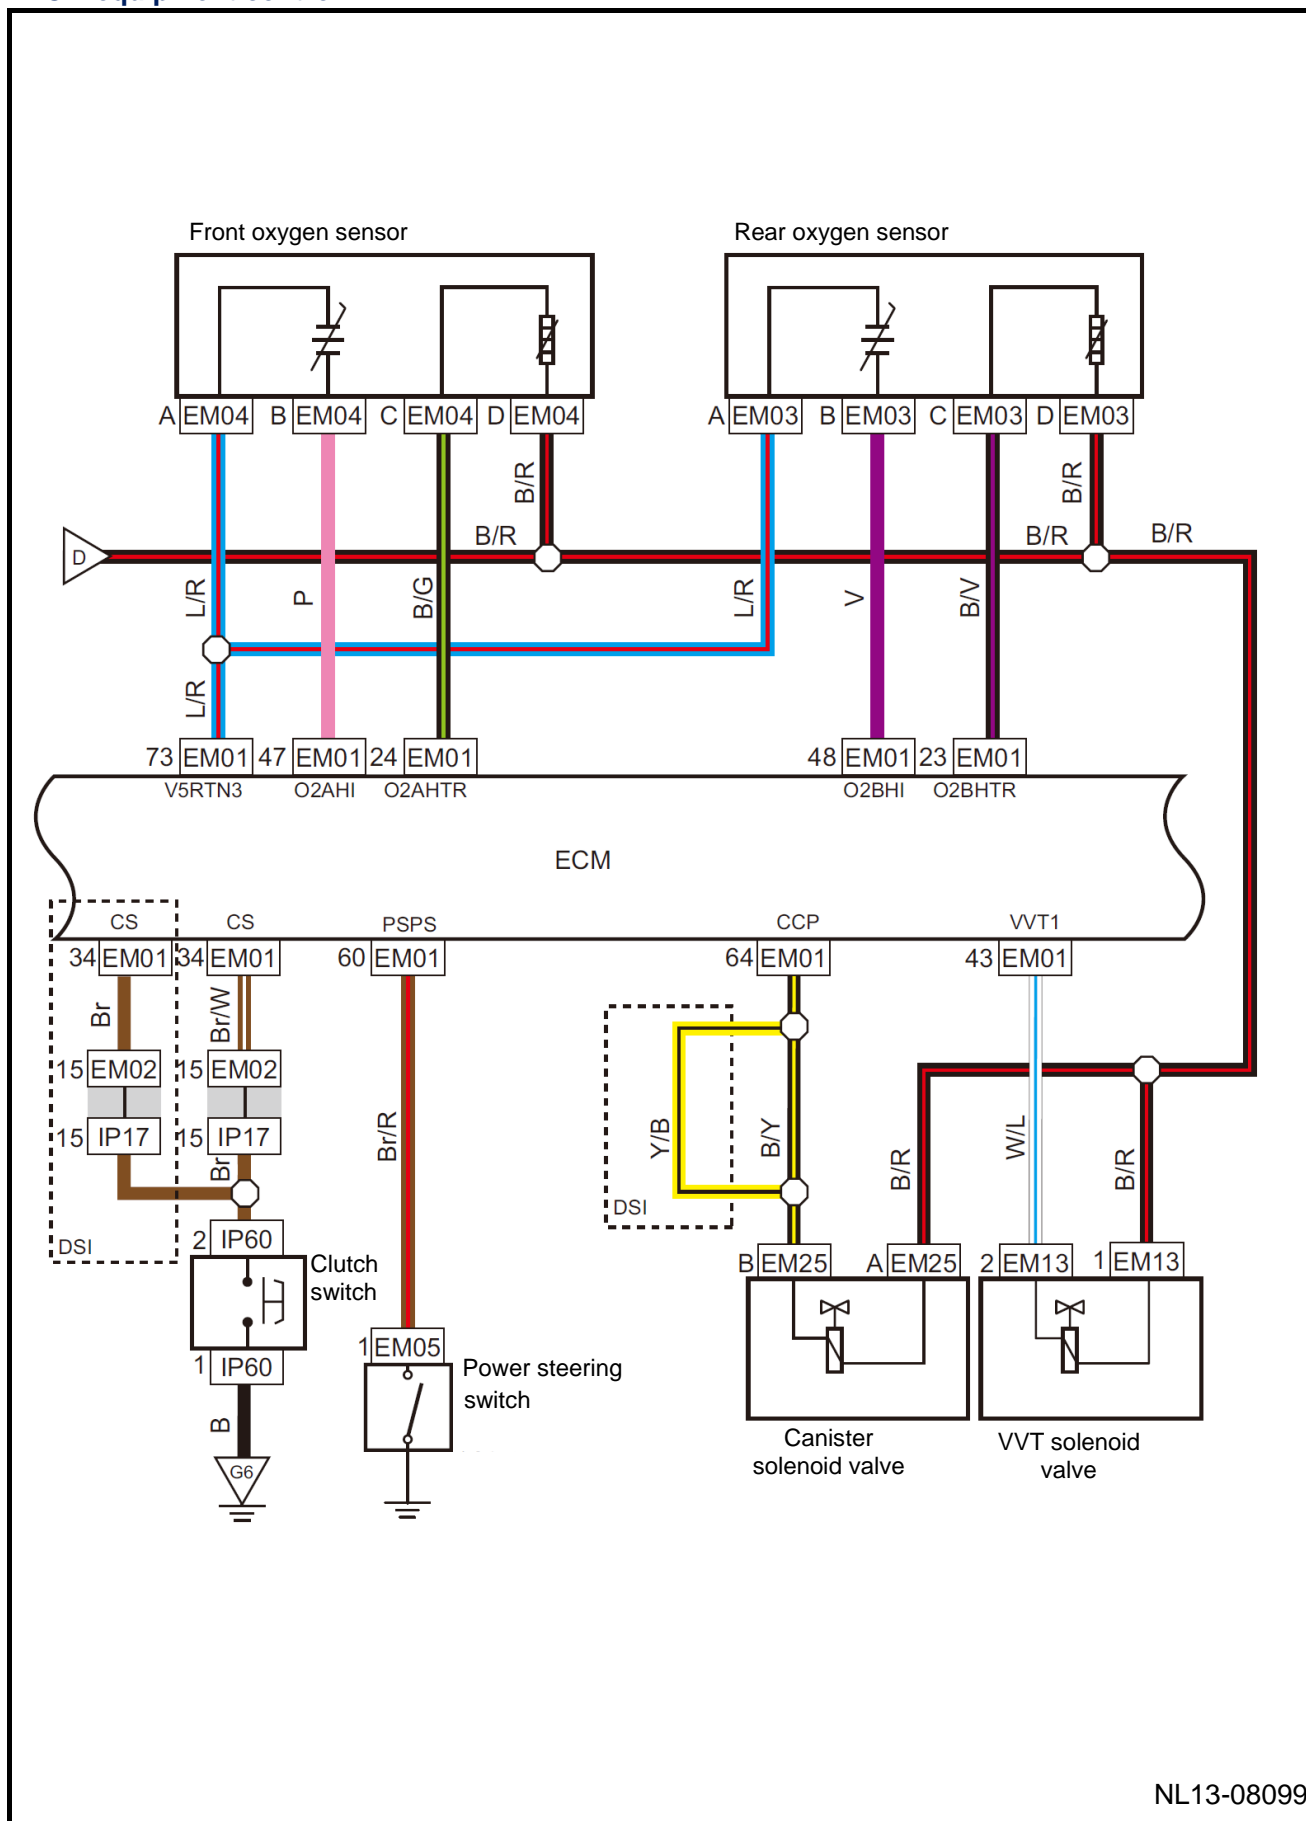 Front oxygen sensor
Rear oxygen sensor
A EM04 B EM04 C EM04 D EM04
A EM03 B EM03 C EM03 D EM03
B/R
B/R
D
B/R
B/R
B/R
L/R
P
B/G
L/R
V
B/V
L/R
73 EM01 47 EM01 24 EM01
48 EM01 23 EM01
V5RTN3 O2AHI O2AHTR
O2BHI O2BHTR
ECM
CS CS PSPS CCP VVT1
34 EM01 34 EM01 60 EM01 64 EM01 43 EM01
Br
Br/W
15 EM02 15 EM02
15 IP17 15 IP17
Br
Br/R
Y/B
B/Y
B/R
W/L
B/R
DSI
DSI
2 IP60
Clutch
switch
B EM25 A EM25 2 EM13 1 EM13
1 IP60
1 EM05
Power steering
switch
B
G6
Canister
solenoid valve
VVT solenoid
valve
NL13-08099